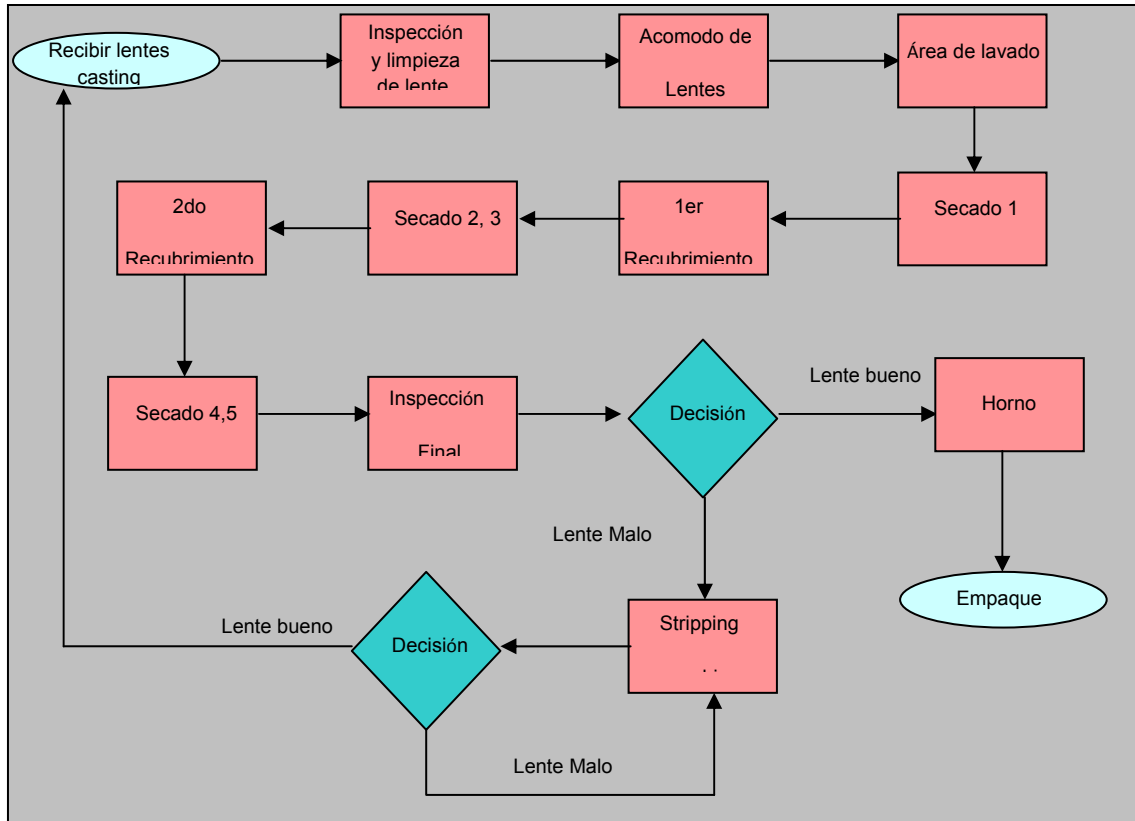 Recibir lentes
casting
Inspección
y limpieza
de lente
Acomodo de
Lentes
Área de lavado
2do
Recubrimiento
Secado 2, 3
1er
Recubrimiento
Secado 1
Secado 4,5
Inspección
Final
Decisión
Lente bueno
Horno
Lente Malo
Empaque
Stripping
Lente bueno
Decisión
Lente Malo